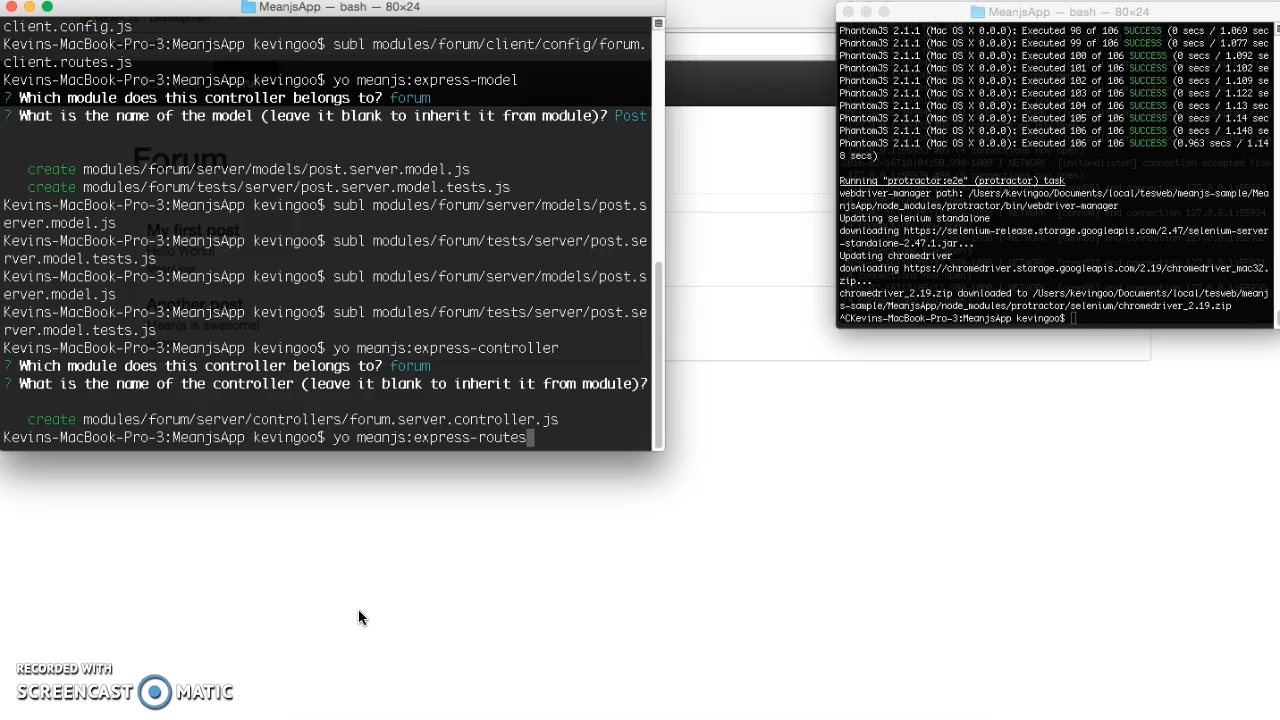 MeanjsApp — bash — 80×24
client.config.js
Kevins-MacBook-Pro-3:MeanjsApp kevingoo$ subl modules/forum/client/config/forum.
client.routes.js
Kevins-MacBook-Pro-3:MeanjsApp kevingoo$ yo meanjs:express-model
? Which module does this controller belongs to? forum
? What is the name of the model (leave it blank to inherit it from module)? Post
Forum
create modules/forum/server/models/post.server.model.js
create modules/forum/tests/server/post.server.model.tests.js
Kevins-MacBook-Pro-3:MeanjsApp kevingoo$ subl modules/forum/server/models/post.s
erver.model.js
My first post
Kevins-MacBook-Pro-3:MeanjsApp kevingoo$ subl modules/forum/tests/server/post.se
Hello World!
rver.model.tests.js
Kevins-MacBook-Pro-3:MeanjsApp kevingoo$ subl modules/forum/server/models/post.s
erver.model.js
Another post
Kevins-MacBook-Pro-3:MeanjsApp kevingoo$ subl modules/forum/tests/server/post.se
Meanjs is awesome!
rver.model.tests.js
Kevins-MacBook-Pro-3:MeanjsApp kevingoo$ yo meanjs:express-controller
? Which module does this controller belongs to? forum
? What is the name of the controller (leave it blank to inherit it from module)?
create modules/forum/server/controllers/forum.server.controller.js
Kevins-MacBook-Pro-3:MeanjsApp kevingoo$ yo meanjs:express-routes
MeanjsApp — bash — 80×24
PhantomJS 2.1.1 (Mac OS X 0.0.0): Executed 98 of 106 SUCCESS (0 secs / 1.069 sec
PhantomJS 2.1.1 (Mac OS X 0.0.0): Executed 99 of 106 SUCCESS (0 secs / 1.077 sec
PhantomJS 2.1.1 (Mac OS X 0.0.0): Executed 100 of 106 SUCCESS (0 secs / 1.092 se
PhantomJS 2.1.1 (Mac OS X 0.0.0): Executed 101 of 106 SUCCESS (0 secs / 1.102 se
PhantomJS 2.1.1 (Mac OS X 0.0.0): Executed 102 of 106 SUCCESS (0 secs / 1.109 se
PhantomJS 2.1.1 (Mac OS X 0.0.0): Executed 103 of 106 SUCCESS (0 secs / 1.122 se
PhantomJS 2.1.1 (Mac OS X 0.0.0): Executed 104 of 106 SUCCESS (0 secs / 1.13 sec
PhantomJS 2.1.1 (Mac OS X 0.0.0): Executed 105 of 106 SUCCESS (0 secs / 1.14 sec
PhantomJS 2.1.1 (Mac OS X 0.0.0): Executed 106 of 106 SUCCESS (0 secs / 1.148 se
PhantomJS 2.1.1 (Mac OS X 0.0.0): Executed 106 of 106 SUCCESS (0.963 secs / 1.14
8 secs)
Running "protractor:e2e" (protractor) task
webdriver-manager path: /Users/kevingoo/Documents/local/tesweb/meanjs-sample/Mea
njsApp/node_modules/protractor/bin/webdriver-manager
Updating selenium standalone
downloading https://selenium-release.storage.googleapis.com/2.47/selenium-server
-standalone-2.47.1.jar...
Updating chromedriver
downloading https://chromedriver.storage.googleapis.com/2.19/chromedriver_mac32.
zip...
chromedriver_2.19.zip downloaded to /Users/kevingoo/Documents/local/tesweb/meanj
s-sample/MeanjsApp/node_modules/protractor/selenium/chromedriver_2.19.zip
^CKevins-MacBook-Pro-3:MeanjsApp kevingoo$
RECORDED WITH
SCREENCAST MATIC